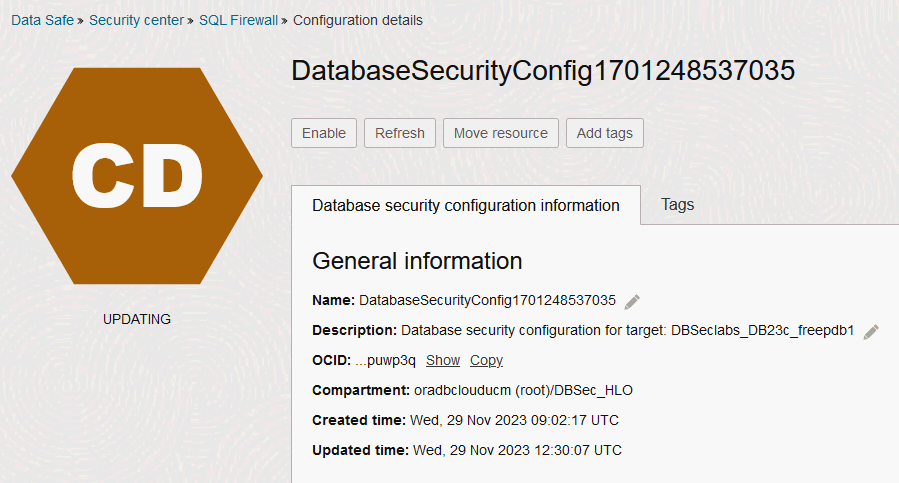 Data Safe » Security center » SQL Firewall » Configuration details
DatabaseSecurityConfig1701248537035
CD
Enable Refresh Move resource Add tags
UPDATING
Database security configuration information Tags
General information
Name: DatabaseSecurityConfig1701248537035
Description: Database security configuration for target: DBSeclabs_DB23c_freepdb1
OCID: ...puwp3q Show Copy
Compartment: oradbclouducm (root)/DBSec_HLO
Created time: Wed, 29 Nov 2023 09:02:17 UTC
Updated time: Wed, 29 Nov 2023 12:30:07 UTC